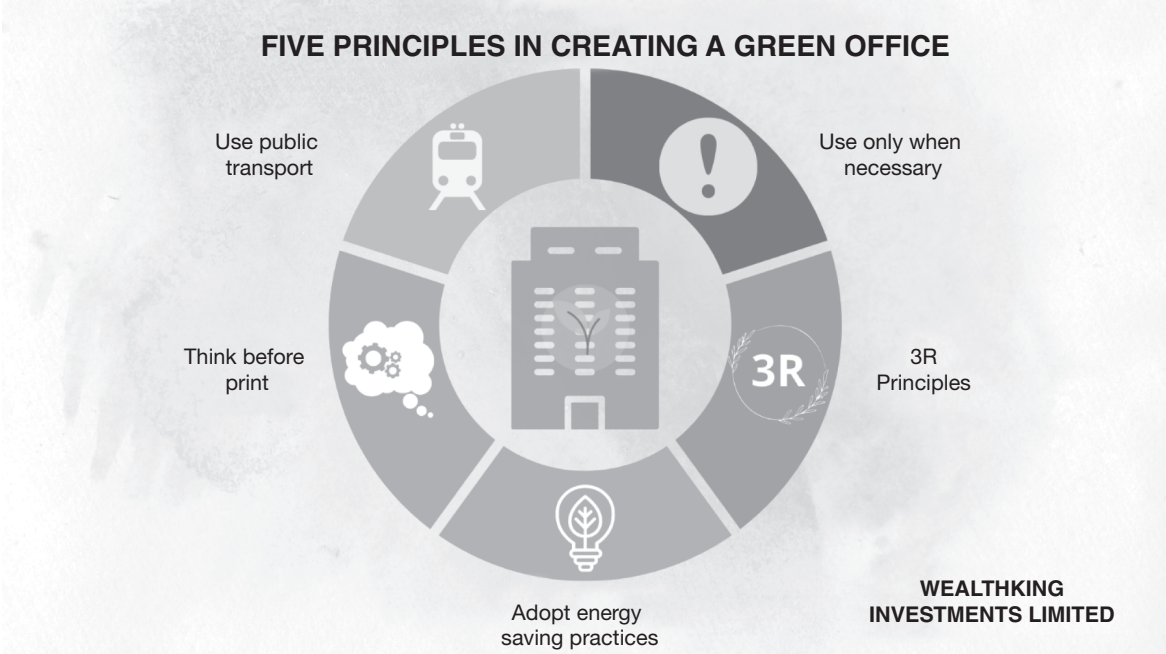 FIVE PRINCIPLES IN CREATING A GREEN OFFICE
Use public
transport
Use only when
necessary
Think before
print
3R
3R
Principles
Adopt energy
saving practices
WEALTHKING
INVESTMENTS LIMITED